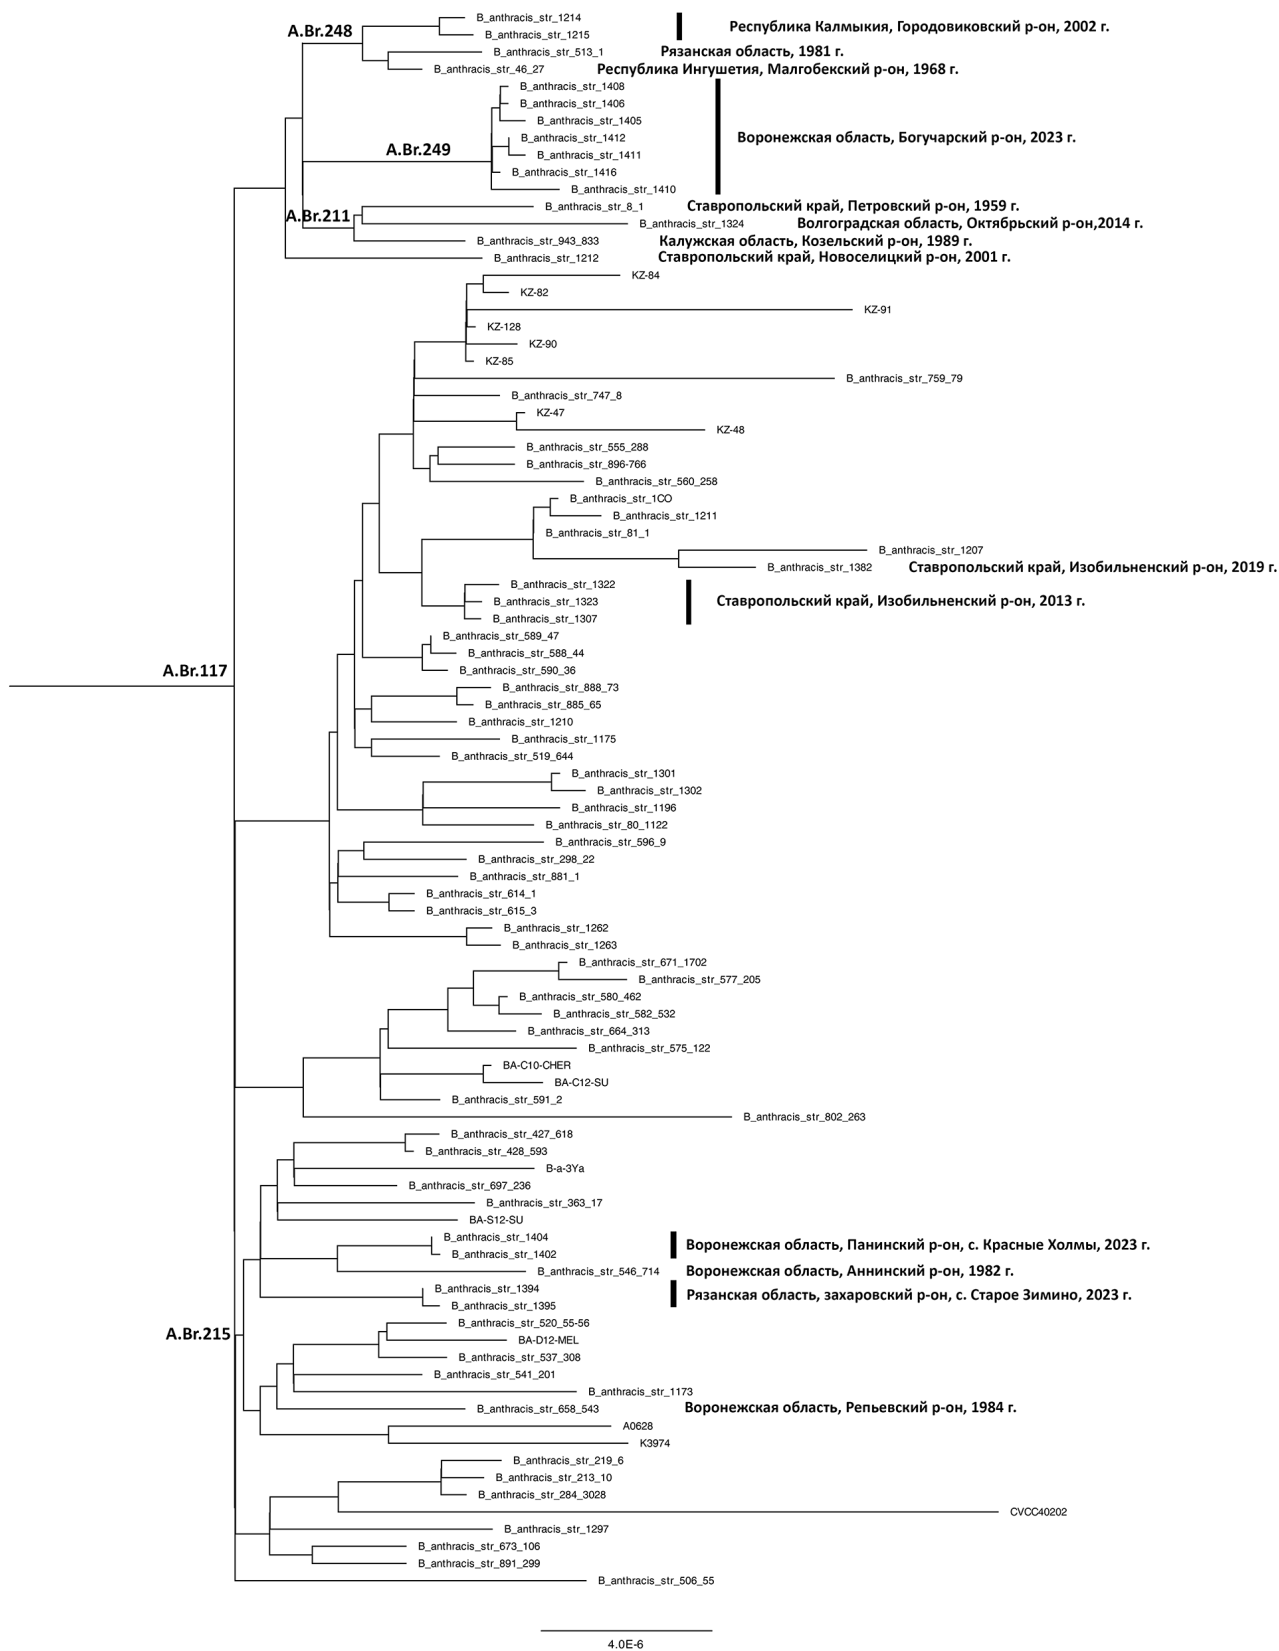 A.Br.248
B_anthracis_str_1214
Республика Калмыкия, Городовиковский р-он, 2002 г.
B_anthracis_str_1215
B_anthracis_str_513_1 Рязанская область, 1981 г.
B_anthracis_str_46_27 Республика Ингушетия, Малгобекский р-он, 1968 г.
B_anthracis_str_1408
B_anthracis_str_1406
B_anthracis_str_1405
B_anthracis_str_1412
Воронежская область, Богучарский р-он, 2023 г.
A.Br.249
B_anthracis_str_1411
B_anthracis_str_1416
B_anthracis_str_1410
B_anthracis_str_8_1 Ставропольский край, Петровский р-он, 1959 г.
A.Br.211
B_anthracis_str_1324 Волгоградская область, Октябрьский р-он,2014 г.
B_anthracis_str_943_833 Калужская область, Козельский р-он, 1989 г.
B_anthracis_str_1212 Ставропольский край, Новоселицкий р-он, 2001 г.
KZ-84
KZ-82
KZ-91
KZ-128
KZ-90
KZ-85
B_anthracis_str_759_79
B_anthracis_str_747_8
KZ-47
KZ-48
B_anthracis_str_555_288
B_anthracis_str_896-766
B_anthracis_str_560_258
B_anthracis_str_1CO
B_anthracis_str_1211
B_anthracis_str_81_1
B_anthracis_str_1207
B_anthracis_str_1382 Ставропольский край, Изобильненский р-он, 2019 г.
B_anthracis_str_1322
B_anthracis_str_1323 Ставропольский край, Изобильненский р-он, 2013 г.
B_anthracis_str_1307
B_anthracis_str_589_47
B_anthracis_str_588_44
B_anthracis_str_590_36
A.Br.117
B_anthracis_str_888_73
B_anthracis_str_885_65
B_anthracis_str_1210
B_anthracis_str_1175
B_anthracis_str_519_644
B_anthracis_str_1301
B_anthracis_str_1302
B_anthracis_str_1196
B_anthracis_str_80_1122
B_anthracis_str_596_9
B_anthracis_str_298_22
B_anthracis_str_881_1
B_anthracis_str_614_1
B_anthracis_str_615_3
B_anthracis_str_1262
B_anthracis_str_1263
B_anthracis_str_671_1702
B_anthracis_str_577_205
B_anthracis_str_580_462
B_anthracis_str_582_532
B_anthracis_str_664_313
B_anthracis_str_575_122
BA-C10-CHER
BA-C12-SU
B_anthracis_str_591_2
B_anthracis_str_802_263
B_anthracis_str_427_618
B_anthracis_str_428_593
B-a-3Ya
B_anthracis_str_697_236
B_anthracis_str_363_17
BA-S12-SU
B_anthracis_str_1404
Воронежская область, Панинский р-он, с. Красные Холмы, 2023 г.
B_anthracis_str_1402
B_anthracis_str_546_714 Воронежская область, Аннинский р-он, 1982 г.
B_anthracis_str_1394
Рязанская область, захаровский р-он, с. Старое Зимино, 2023 г.
B_anthracis_str_1395
B_anthracis_str_520_55-56
A.Br.215
BA-D12-MEL
B_anthracis_str_537_308
B_anthracis_str_541_201
B_anthracis_str_1173
B_anthracis_str_658_543 Воронежская область, Репьевский р-он, 1984 г.
A0628
K3974
B_anthracis_str_219_6
B_anthracis_str_213_10
B_anthracis_str_284_3028
CVCC40202
B_anthracis_str_1297
B_anthracis_str_673_106
B_anthracis_str_891_299
B_anthracis_str_506_55
4.0E-6